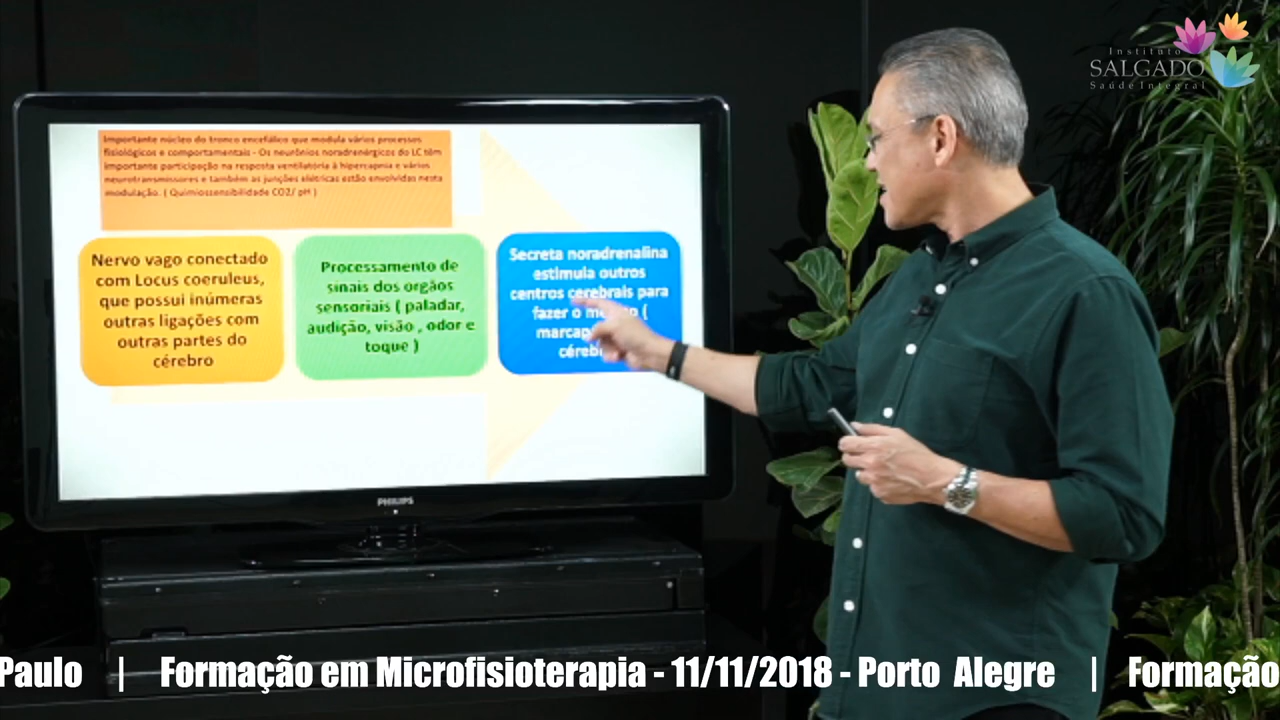 Instituto
SALGADO
Saúde Integral
Importante núcleo do tronco encefálico que modula vários processos
fisiológicos e comportamentais - Os neurônios noradrenérgicos do LC têm
importante participação na resposta ventilatória à hipercapnia e vários
neurotransmissores e também as junções elétricas estão envolvidas nesta
modulação. ( Quimiossensibilidade CO2/ pH )
Nervo vago conectado
com Locus coeruleus,
que possui inúmeras
outras ligações com
outras partes do
cérebro
Processamento de
sinais dos orgãos
sensoriais ( paladar,
audição, visão , odor e
toque )
Secreta noradrenalina
estimula outros
centros cerebrais para
fazer o (
PHILIPS
Paulo | Formação em Microfisioterapia - 11/11/2018 - Porto Alegre | Formação